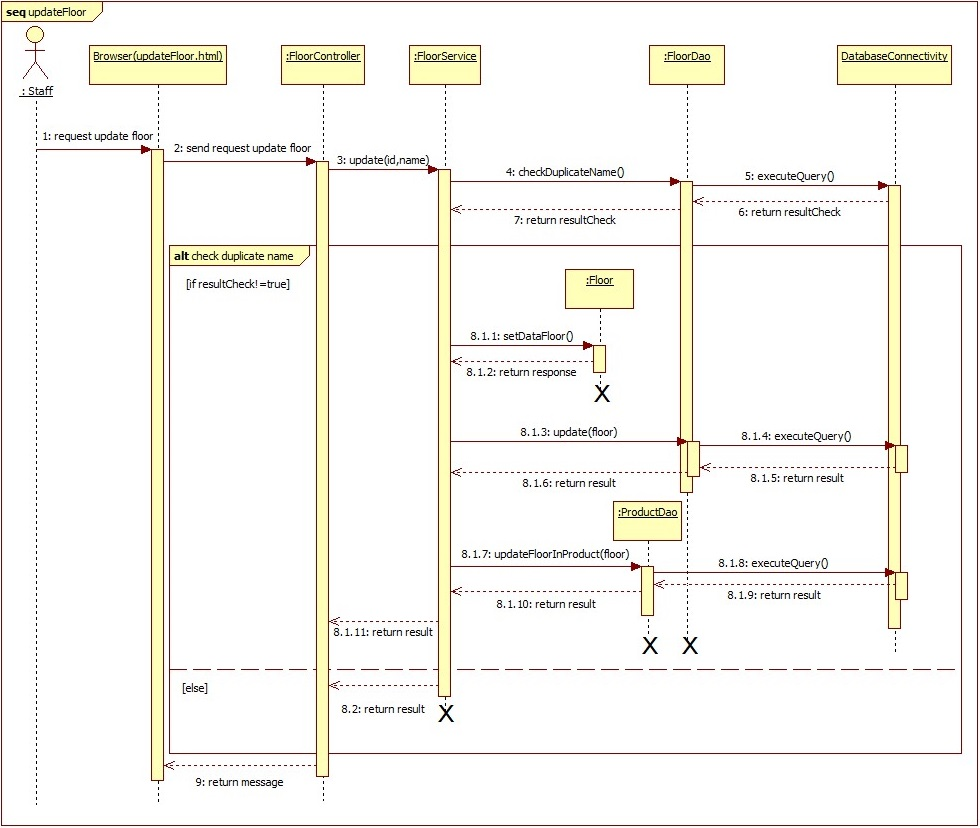 seq updateFloor
: Staff
Browser(updateFloor.html)
:FloorController
:FloorService
:FloorDao
DatabaseConnectivity
1: request update floor
2: send request update floor
3: update(id,name)
4: checkDuplicateName()
5: executeQuery()
6: return resultCheck
7: return resultCheck
alt check duplicate name
[if resultCheck!=true]
:Floor
8.1.1: setDataFloor()
8.1.2: return response
X
8.1.3: update(floor)
8.1.4: executeQuery()
8.1.5: return result
8.1.6: return result
:ProductDao
8.1.7: updateFloorInProduct(floor)
8.1.8: executeQuery()
8.1.9: return result
8.1.10: return result
8.1.11: return result
X X
[else]
8.2: return result
X
9: return message